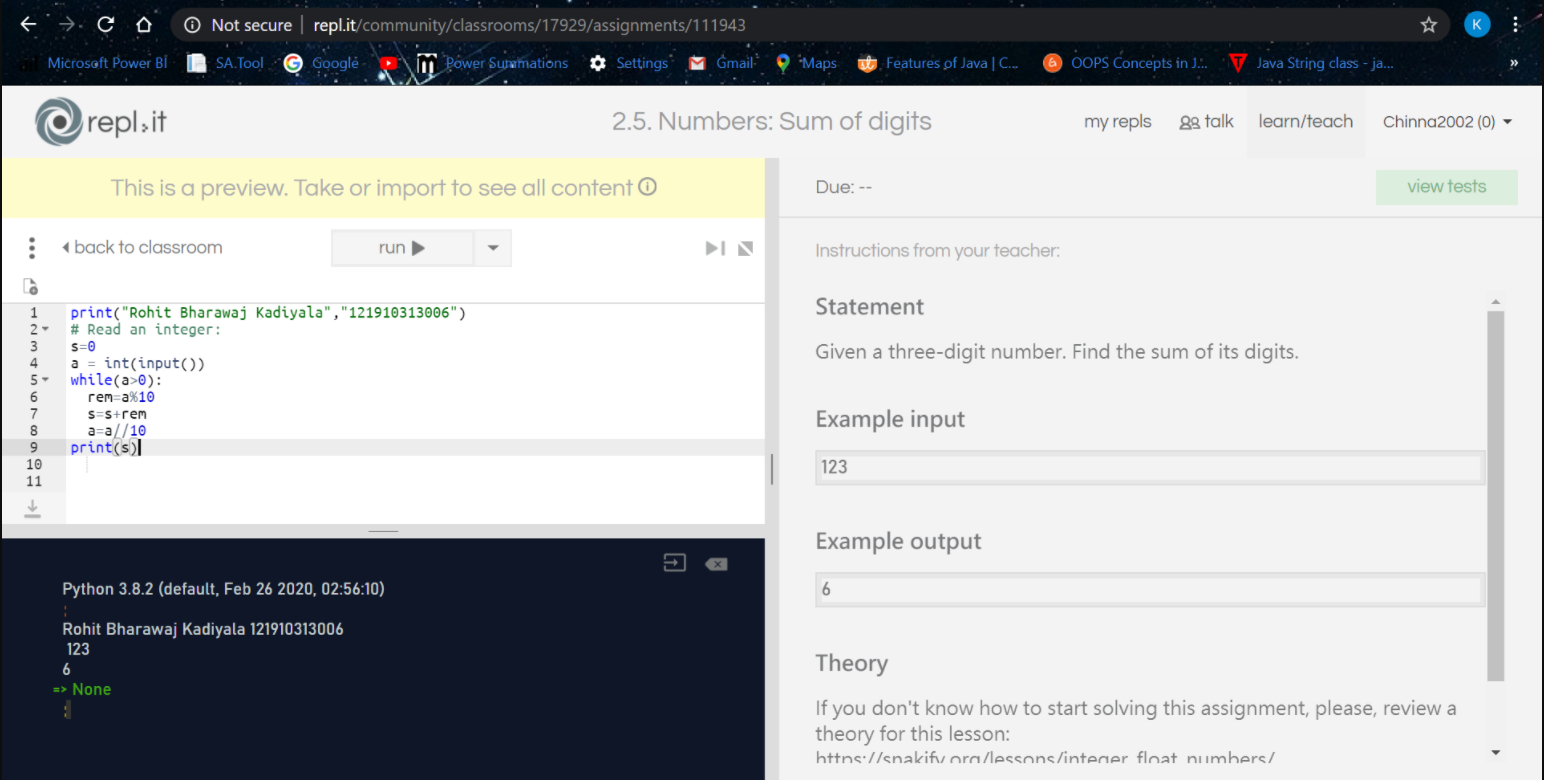 Not secure | repl.it/community/classrooms/17929/assignments/111943
K
Microsoft Power BI SA.Tool Google Power Summations Settings Gmail Maps Features of Java | C... OOPS Concepts in J... Java String class - ja... »
repl.it
2.5. Numbers: Sum of digits
my repls talk learn/teach Chinna2002 (0)
This is a preview. Take or import to see all content
Due: --
view tests
back to classroom
run
1 print("Rohit Bharawaj Kadiyala","121910313006")
2 # Read an integer:
3 s=0
4 a = int(input())
5 while(a>0):
6 rem=a%10
7 s=s+rem
8 a=a//10
9 print(s)
10
11
Python 3.8.2 (default, Feb 26 2020, 02:56:10)
Rohit Bharawaj Kadiyala 121910313006
123
6
=> None
Instructions from your teacher:
Statement
Given a three-digit number. Find the sum of its digits.
Example input
123
Example output
6
Theory
If you don't know how to start solving this assignment, please, review a
theory for this lesson:
https://snakify.org/lessons/integer_float_numbers/